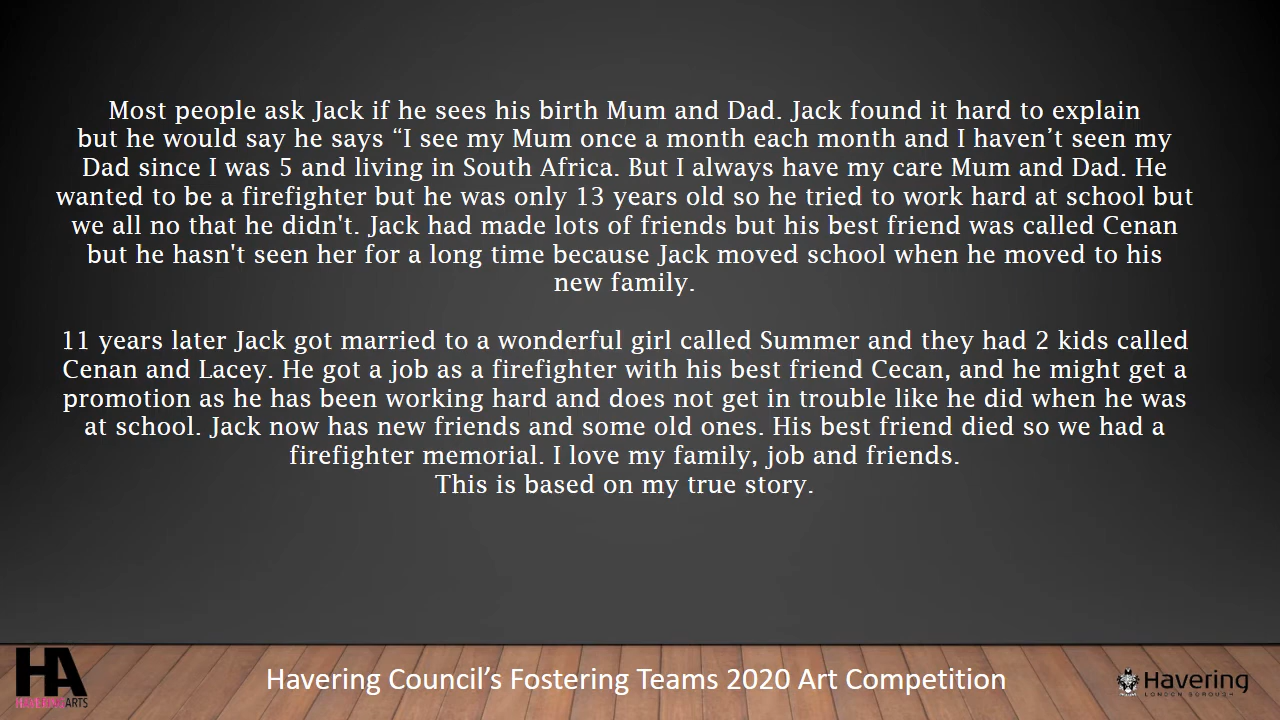 Most people ask Jack if he sees his birth Mum and Dad. Jack found it hard to explain
but he would say he says “I see my Mum once a month each month and I haven’t seen my
Dad since I was 5 and living in South Africa. But I always have my care Mum and Dad. He
wanted to be a firefighter but he was only 13 years old so he tried to work hard at school but
we all no that he didn't. Jack had made lots of friends but his best friend was called Cenan
but he hasn't seen her for a long time because Jack moved school when he moved to his
new family.
11 years later Jack got married to a wonderful girl called Summer and they had 2 kids called
Cenan and Lacey. He got a job as a firefighter with his best friend Cecan, and he might get a
promotion as he has been working hard and does not get in trouble like he did when he was
at school. Jack now has new friends and some old ones. His best friend died so we had a
firefighter memorial. I love my family, job and friends.
This is based on my true story.
HA
HAVERING ARTS
Havering Council’s Fostering Teams 2020 Art Competition
Havering
LONDON BOROUGH